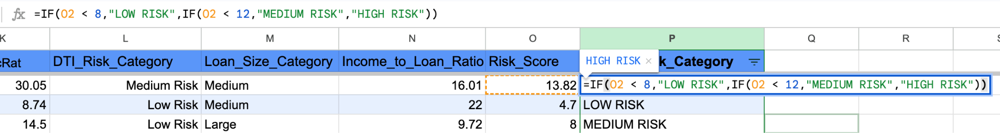 fx =IF(O2 < 8,"LOW RISK",IF(O2 < 12,"MEDIUM RISK","HIGH RISK"))
K L M N O P Q R S
cRat DTI_Risk_Category Loan_Size_Category Income_to_Loan_Ratio Risk_Score HIGH RISK × k_Category
30.05 Medium Risk Medium 16.01 13.82 =IF(O2 < 8,"LOW RISK",IF(O2 < 12,"MEDIUM RISK","HIGH RISK"))
8.74 Low Risk Medium 22 4.7 LOW RISK
14.5 Low Risk Large 9.72 8 MEDIUM RISK